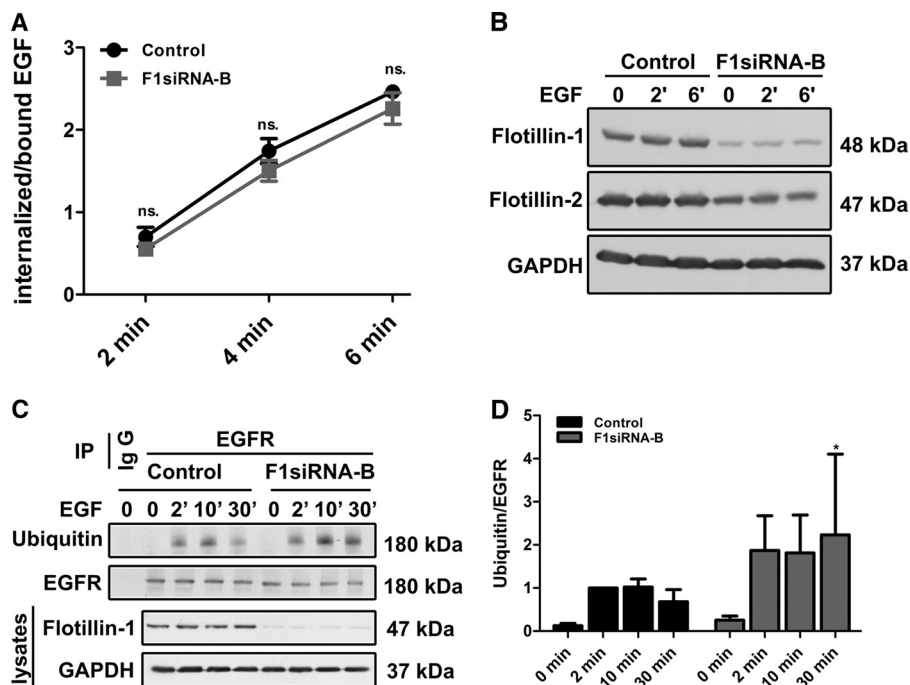 A
internalized/bound EGF
3
2
1
0
Control
F1siRNA-B
ns.
ns.
ns.
2 min
4 min
6 min
B
Control F1siRNA-B
EGF 0 2' 6' 0 2' 6'
Flotillin-1 48 kDa
Flotillin-2 47 kDa
GAPDH 37 kDa
C
IP Ig G EGFR
Control F1siRNA-B
EGF 0 0 2’ 10’ 30’ 0 2’ 10’ 30’
Ubiquitin 180 kDa
EGFR 180 kDa
lysates
Flotillin-1 47 kDa
GAPDH 37 kDa
D
Ubiquitin/EGFR
5
4
3
2
1
0
Control
F1siRNA-B
*
0 min
2 min
10 min
30 min
0 min
2 min
10 min
30 min